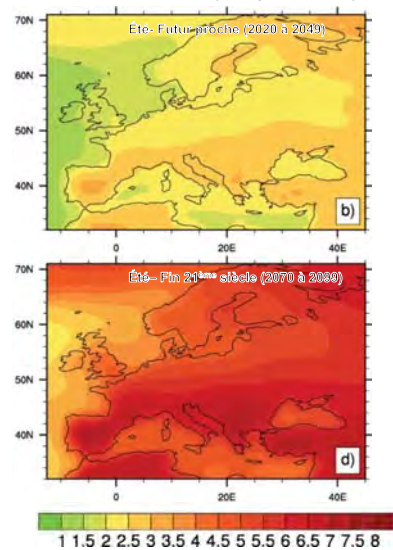 Été- Futur proche (2020 à 2049)
70N
60N
50N
40N
b)
0 20E 40E
Été– Fin 21ème siècle (2070 à 2099)
70N
60N
50N
40N
d)
0 20E 40E
1 1.5 2 2.5 3 3.5 4 4.5 5 5.5 6 6.5 7 7.5 8